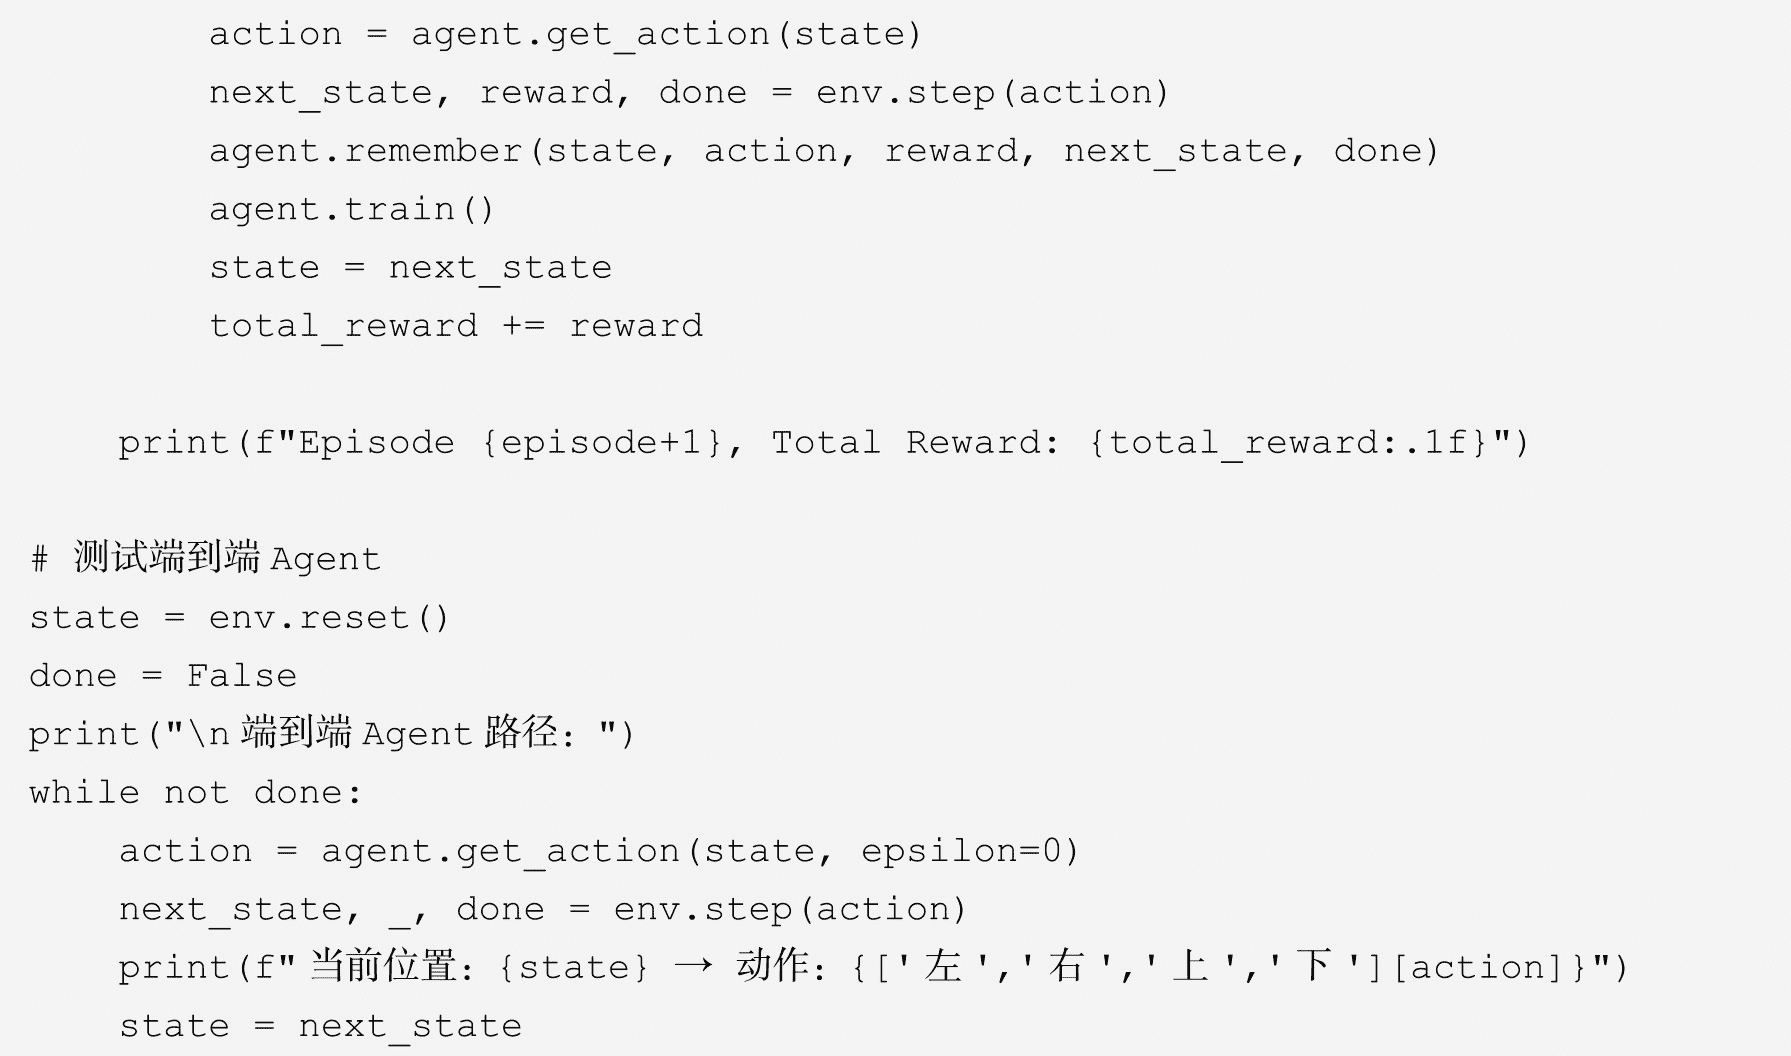 action = agent.get_action(state)
        next_state, reward, done = env.step(action)
        agent.remember(state, action, reward, next_state, done)
        agent.train()
        state = next_state
        total_reward += reward

    print(f"Episode {episode+1}, Total Reward: {total_reward:.1f}")

# 测试端到端 Agent
state = env.reset()
done = False
print("\n 端到端 Agent 路径：")
while not done:
    action = agent.get_action(state, epsilon=0)
    next_state, _, done = env.step(action)
    print(f" 当前位置：{state} → 动作：{[' 左 ',' 右 ',' 上 ',' 下 '][action]}")
    state = next_state